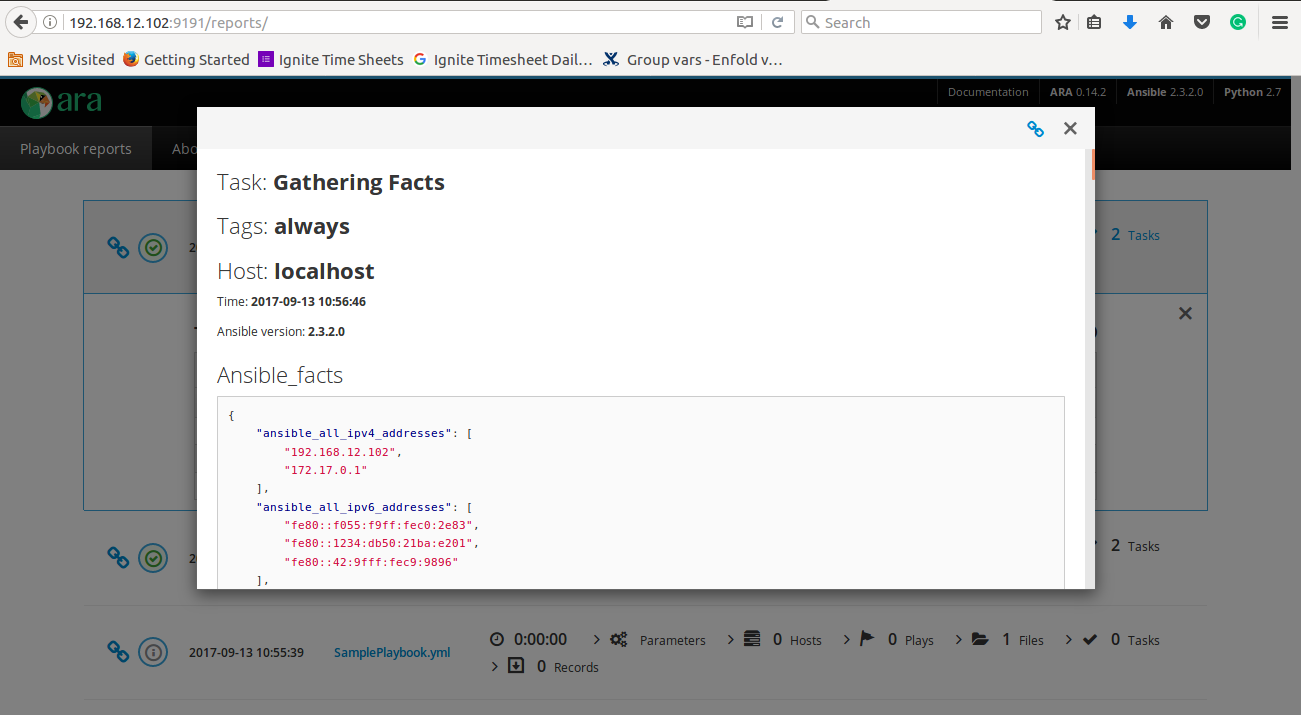 192.168.12.102:9191/reports/
Search
Most Visited
Getting Started
Ignite Time Sheets
Ignite Timesheet Dail...
Group vars - Enfold v...
ara
Documentation
ARA 0.14.2
Ansible 2.3.2.0
Python 2.7
Playbook reports
Abo
Task: Gathering Facts
Tags: always
Host: localhost
Time: 2017-09-13 10:56:46
Ansible version: 2.3.2.0
Ansible_facts
{
"ansible_all_ipv4_addresses": [
"192.168.12.102",
"172.17.0.1"
],
"ansible_all_ipv6_addresses": [
"fe80::f055:f9ff:fec0:2e83",
"fe80::1234:db50:21ba:e201",
"fe80::42:9fff:fec9:9896"
],
2 Tasks
2 Tasks
2017-09-13 10:55:39 SamplePlaybook.yml 0:00:00 > Parameters > 0 Hosts > 0 Plays > 1 Files > 0 Tasks
> 0 Records